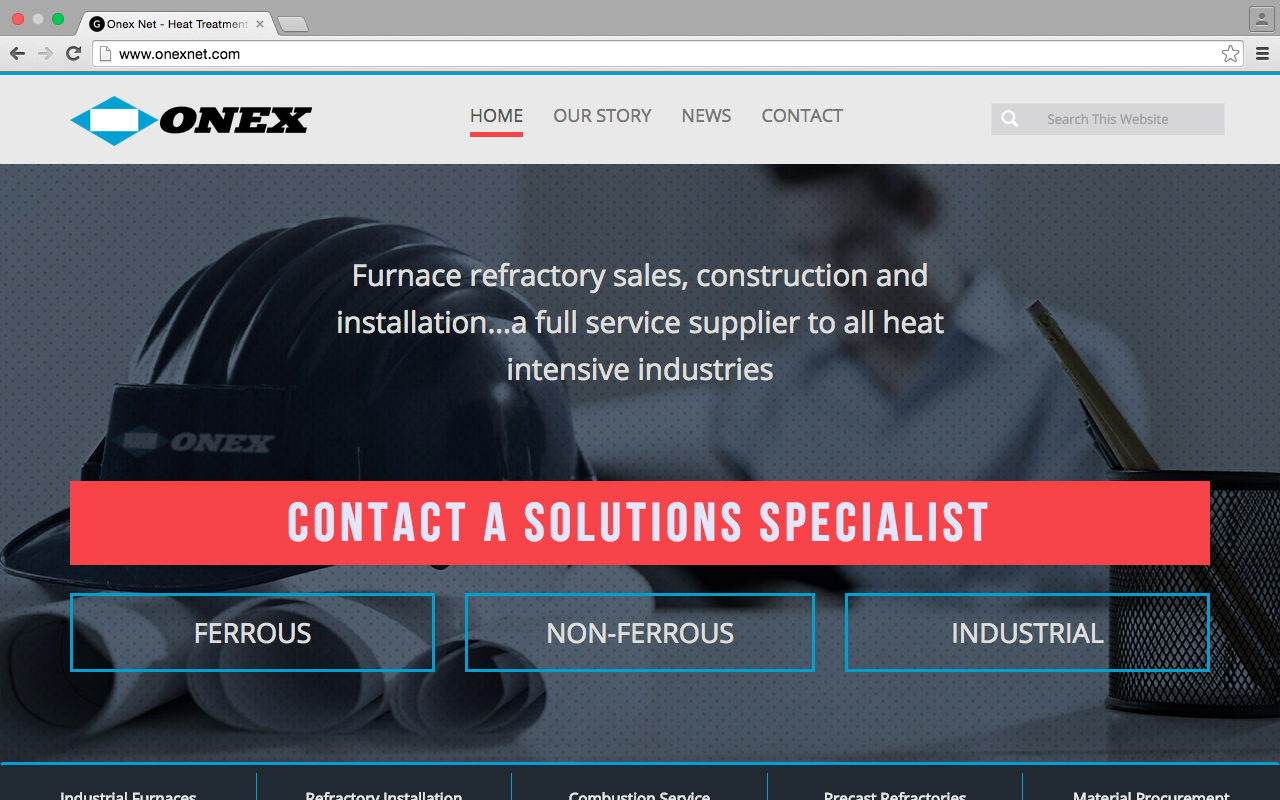 Onex Net - Heat Treatment
www.onexnet.com
ONEX
HOME OUR STORY NEWS CONTACT
Search This Website
Furnace refractory sales, construction and
installation...a full service supplier to all heat
intensive industries
ONEX
CONTACT A SOLUTIONS SPECIALIST
FERROUS NON-FERROUS INDUSTRIAL
Industrial Furnaces Refractory Installation Combustion Service Precast Refractories Material Procurement